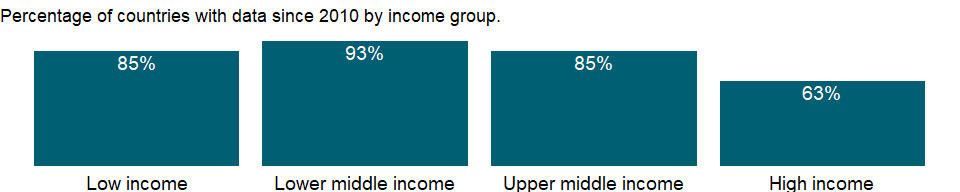 Percentage of countries with data since 2010 by income group.
85% 93% 85% 63%
Low income Lower middle income Upper middle income High income